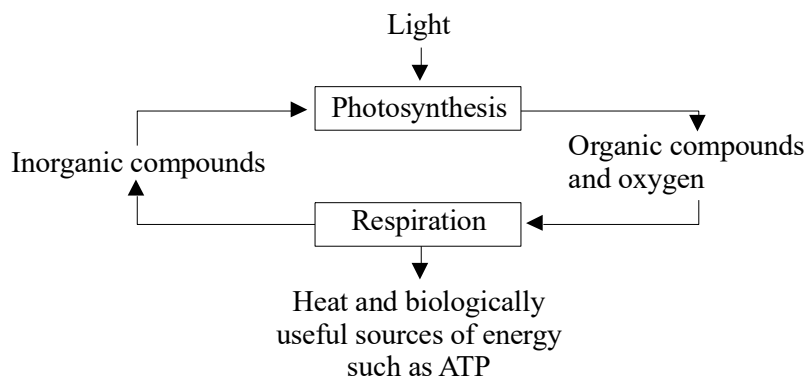 Light
Photosynthesis
Inorganic compounds
Organic compounds
and oxygen
Respiration
Heat and biologically
useful sources of energy
such as ATP